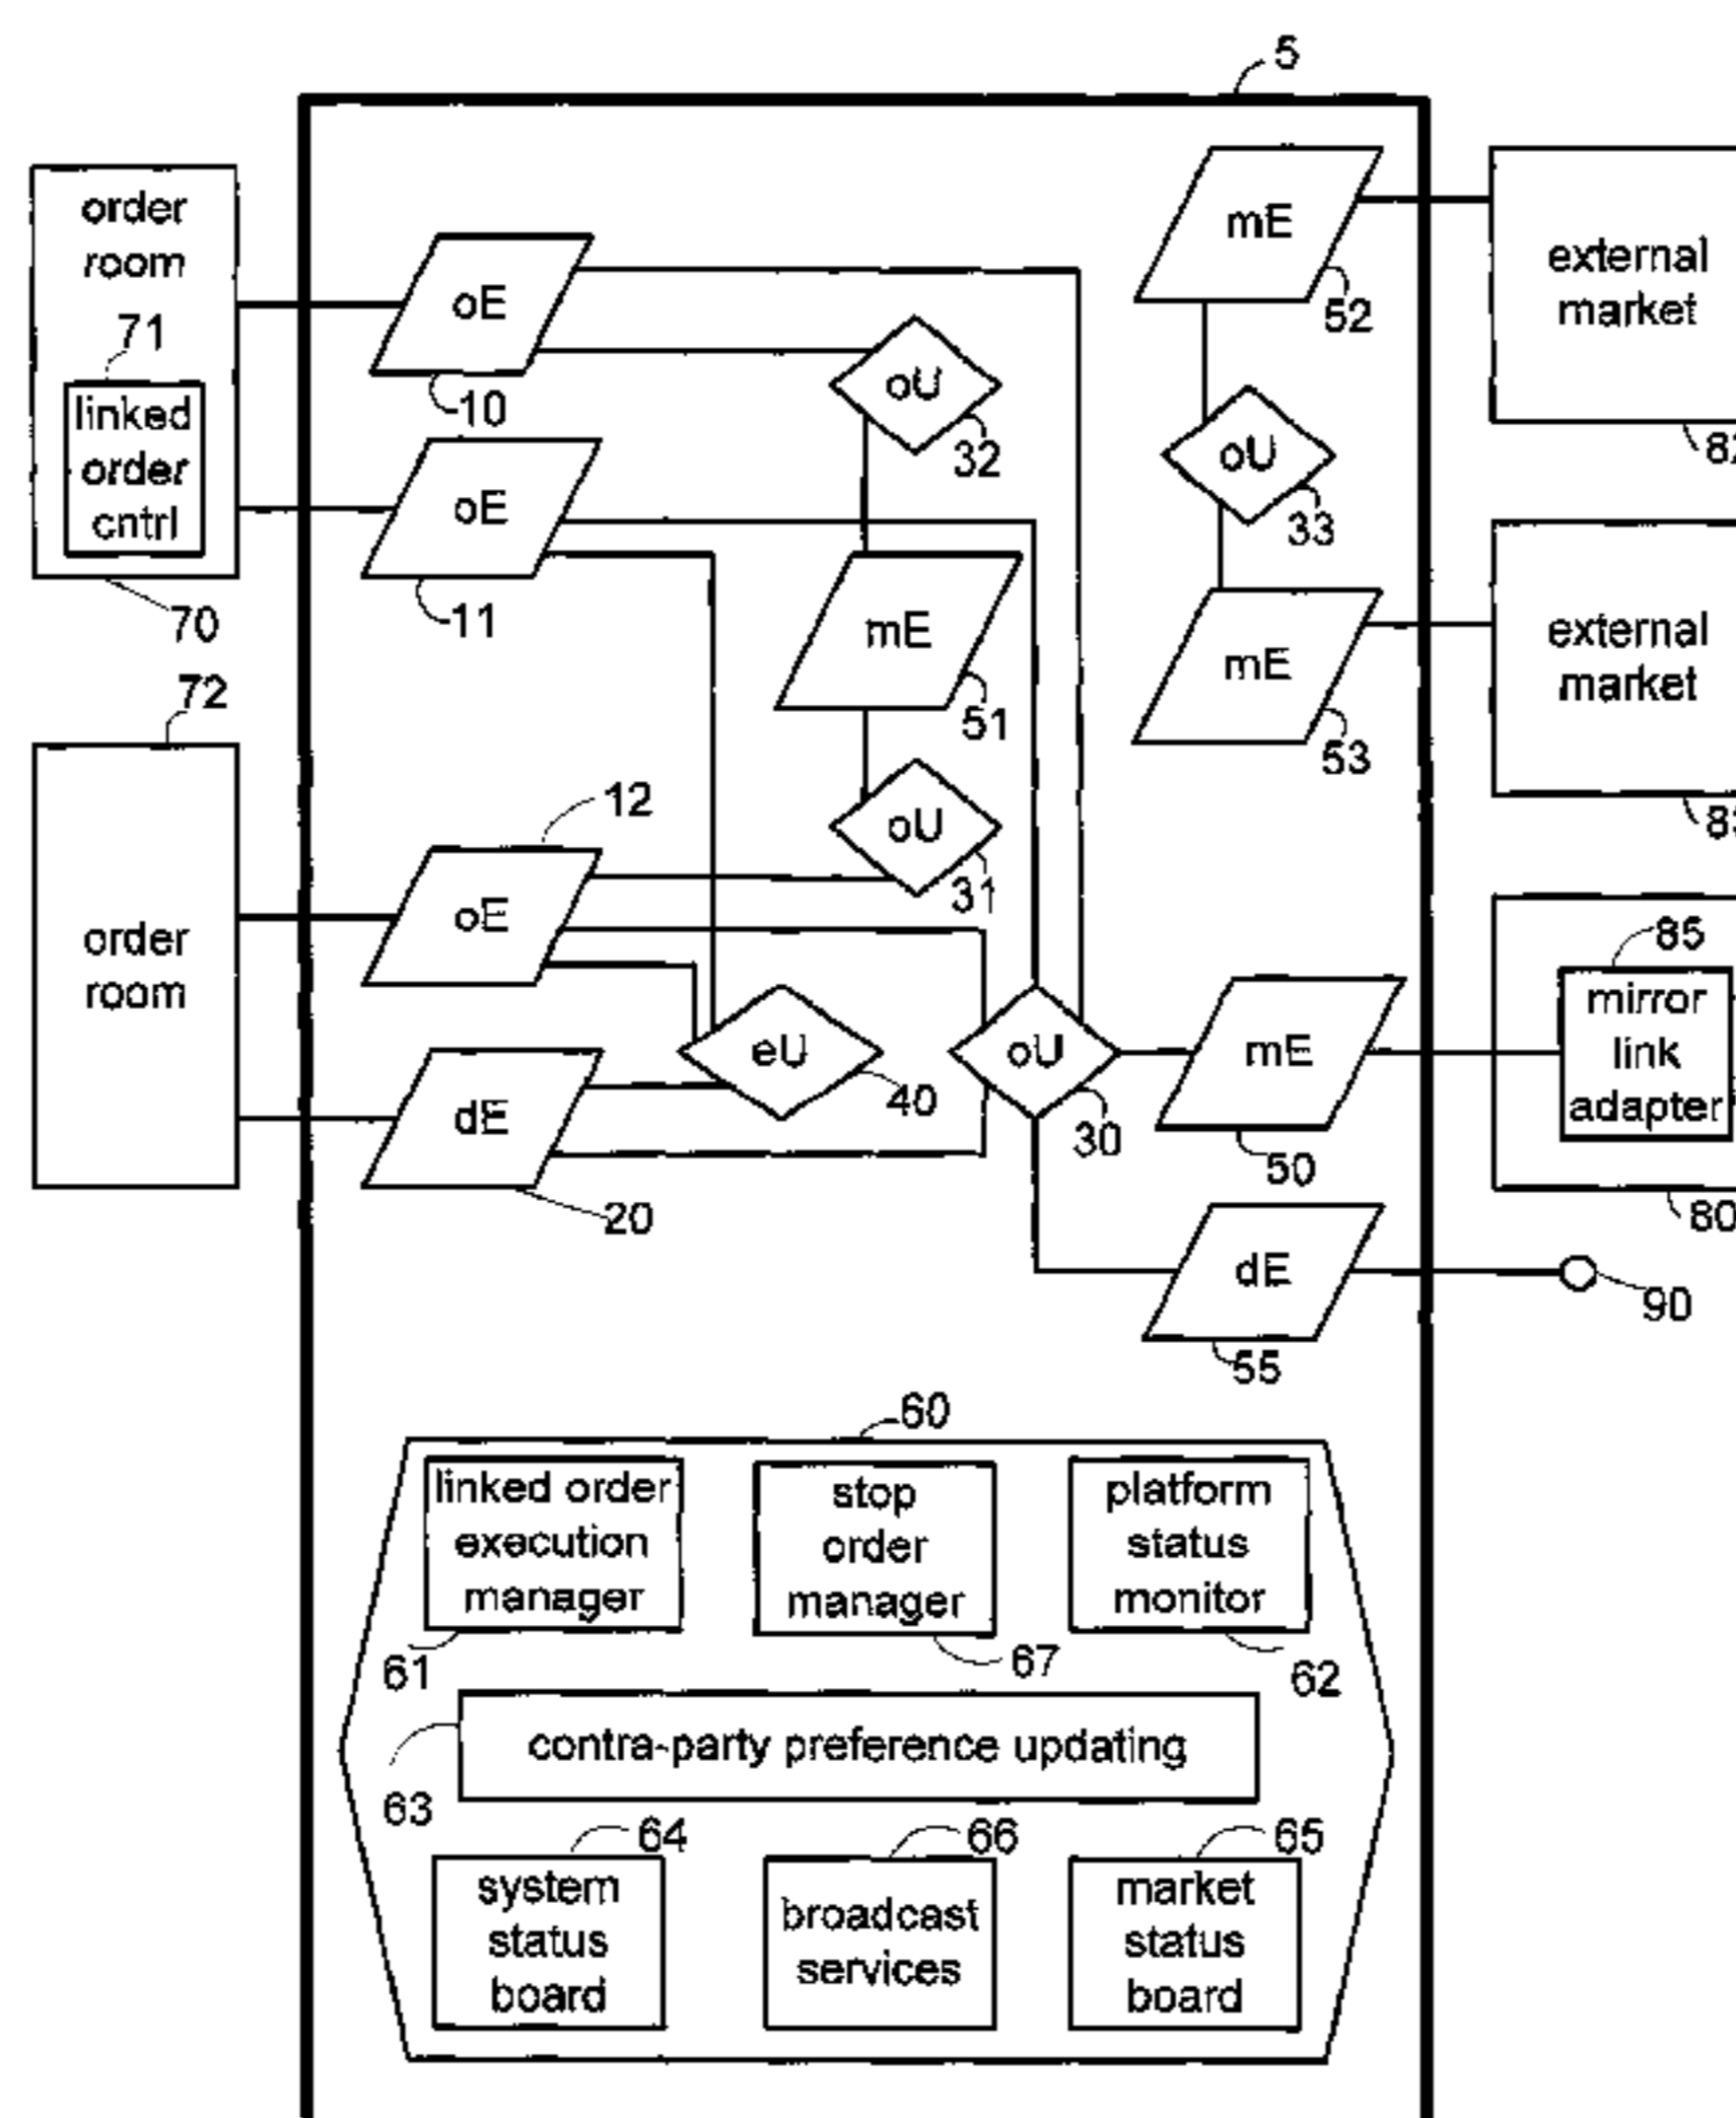 5
order
room
71
linked
order
cntrl
70
oE
10
oE
11
oU
32
mE
51
oU
31
mE
52
oU
33
mE
53
external
market
external
market
72
order
room
12
oE
dE
20
eU
40
oU
30
mE
50
85
mirror
link
adapter
80
dE
55
90
60
linked order
execution
manager
61
stop
order
manager
67
platform
status
monitor
62
contra-party preference updating
63
64
system
status
board
66
broadcast
services
65
market
status
board